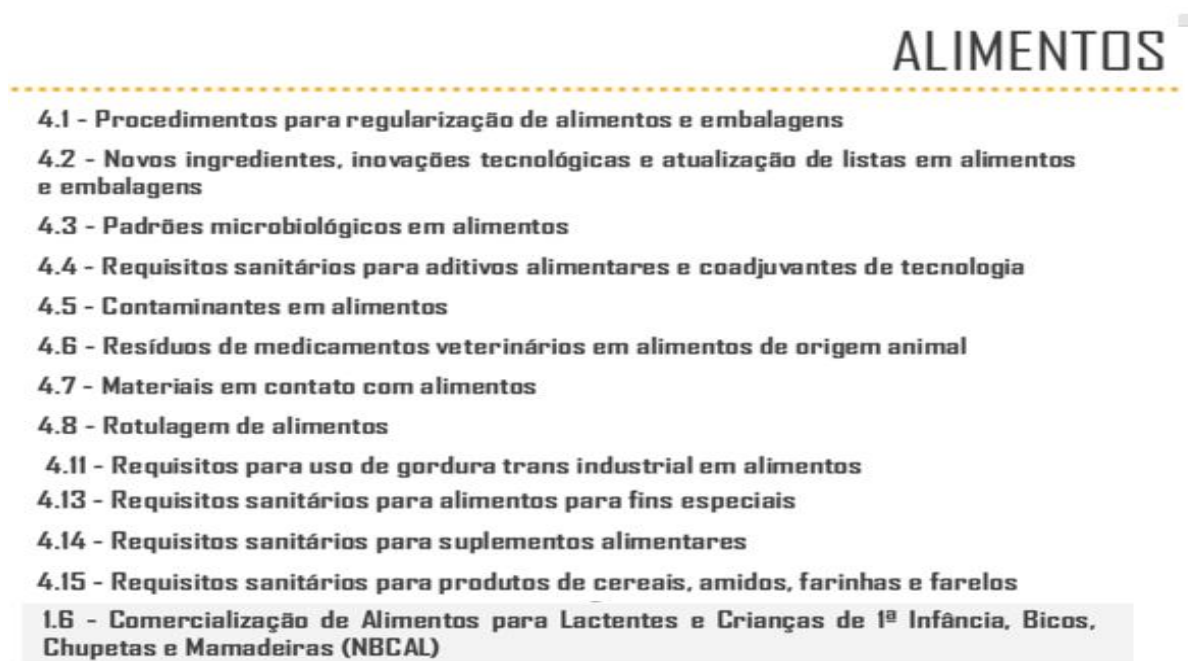 ALIMENTOS
4.1 - Procedimentos para regularização de alimentos e embalagens
4.2 - Novos ingredientes, inovações tecnológicas e atualização de listas em alimentos
e embalagens
4.3 - Padrões microbiológicos em alimentos
4.4 - Requisitos sanitários para aditivos alimentares e coadjuvantes de tecnologia
4.5 - Contaminantes em alimentos
4.6 - Resíduos de medicamentos veterinários em alimentos de origem animal
4.7 - Materiais em contato com alimentos
4.8 - Rotulagem de alimentos
4.11 - Requisitos para uso de gordura trans industrial em alimentos
4.13 - Requisitos sanitários para alimentos para fins especiais
4.14 - Requisitos sanitários para suplementos alimentares
4.15 - Requisitos sanitários para produtos de cereais, amidos, farinhas e farelos
1.6 - Comercialização de Alimentos para Lactentes e Crianças de 1ª Infância, Bicos,
Chupetas e Mamadeiras (NBCAL)